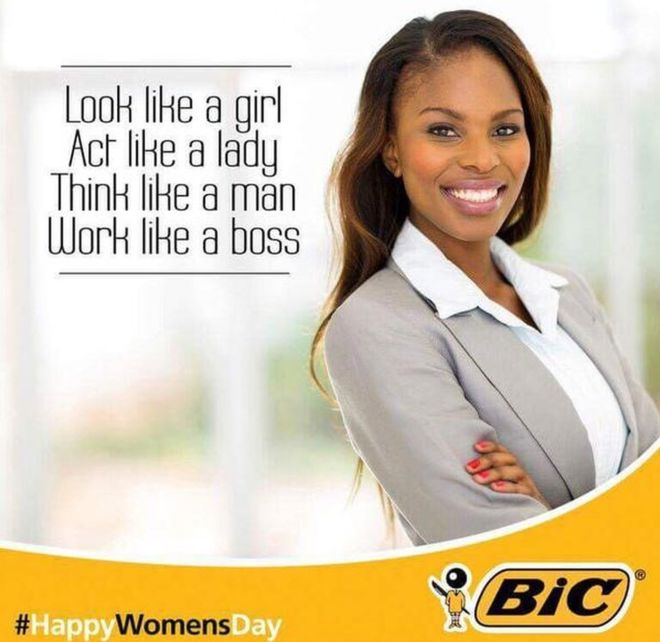 Look like a girl
Act like a lady
Think like a man
Work like a boss
BiC®
#HappyWomensDay